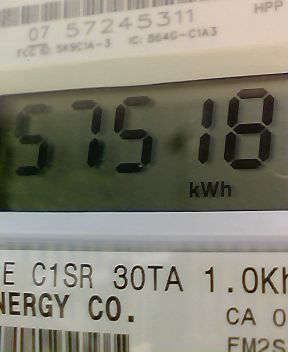 07 57245311
HPP
FCC ID: SK9C1A-3 IC: 864G-C1A3
57518
kWh
E C1SR 30TA 1.0Kh
NERGY CO.
CA 0
FM2S